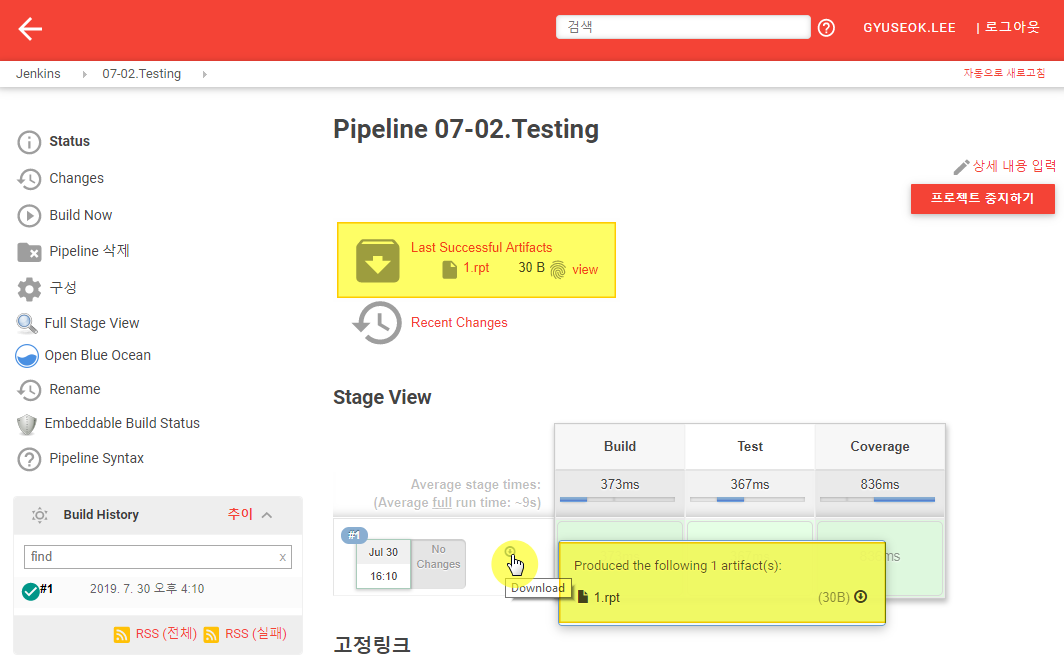 검색
GYUSEOK.LEE | 로그아웃
Jenkins 07-02.Testing 자동으로 새로고침
Pipeline 07-02.Testing
상세 내용 입력
프로젝트 중지하기
Status
Changes
Build Now
Pipeline 삭제
구성
Full Stage View
Open Blue Ocean
Rename
Embeddable Build Status
Pipeline Syntax
Build History 추이
find x
#1 2019. 7. 30 오후 4:10
RSS (전체) RSS (실패)
Last Successful Artifacts
1.rpt 30 B view
Recent Changes
Stage View
Build Test Coverage
Average stage times: 373ms 367ms 836ms
(Average full run time: ~9s)
#1
Jul 30
16:10
No
Changes
Download
ms
Produced the following 1 artifact(s):
1.rpt (30B)
고정링크